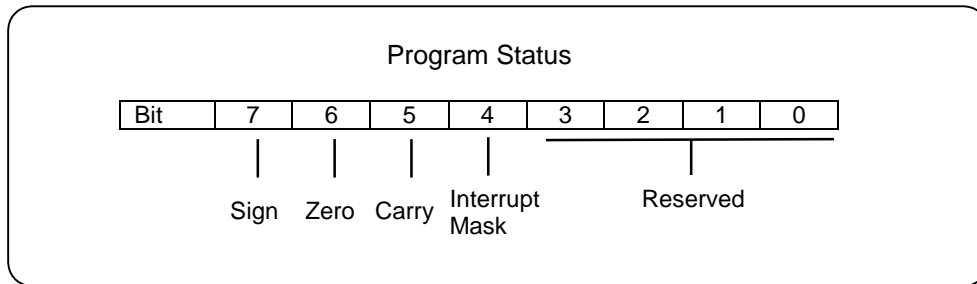 Program Status
Bit 7 6 5 4 3 2 1 0
Sign Zero Carry Interrupt Mask Reserved